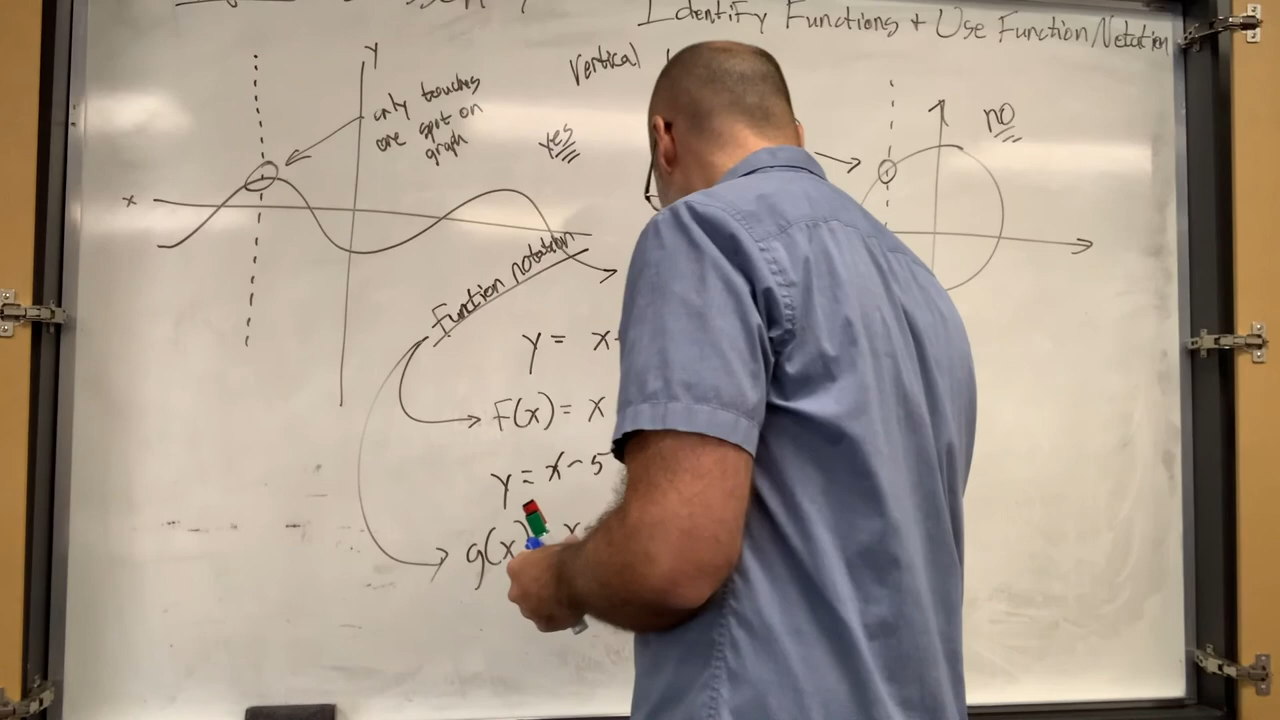 Identify Functions + Use Function Notation
Vertical
y
only touches
one spot on
graph
yes
no
x
Function notation
y = x
F(x) = x
y = x - 5
g(x) x